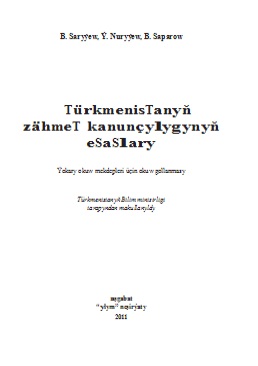 B. Saryýew, Ý. Nuryýew, B. Saparow
TürkmenisTanyň
zähmeT kanunçylygynyň
eSaSlary
Ýokary okuw mekdepleri üçin okuw gollanmasy
Türkmenistanyň Bilim ministrligi
tarapyndan makullanyldy
aşgabat
“ylym” neşirýaty
2011